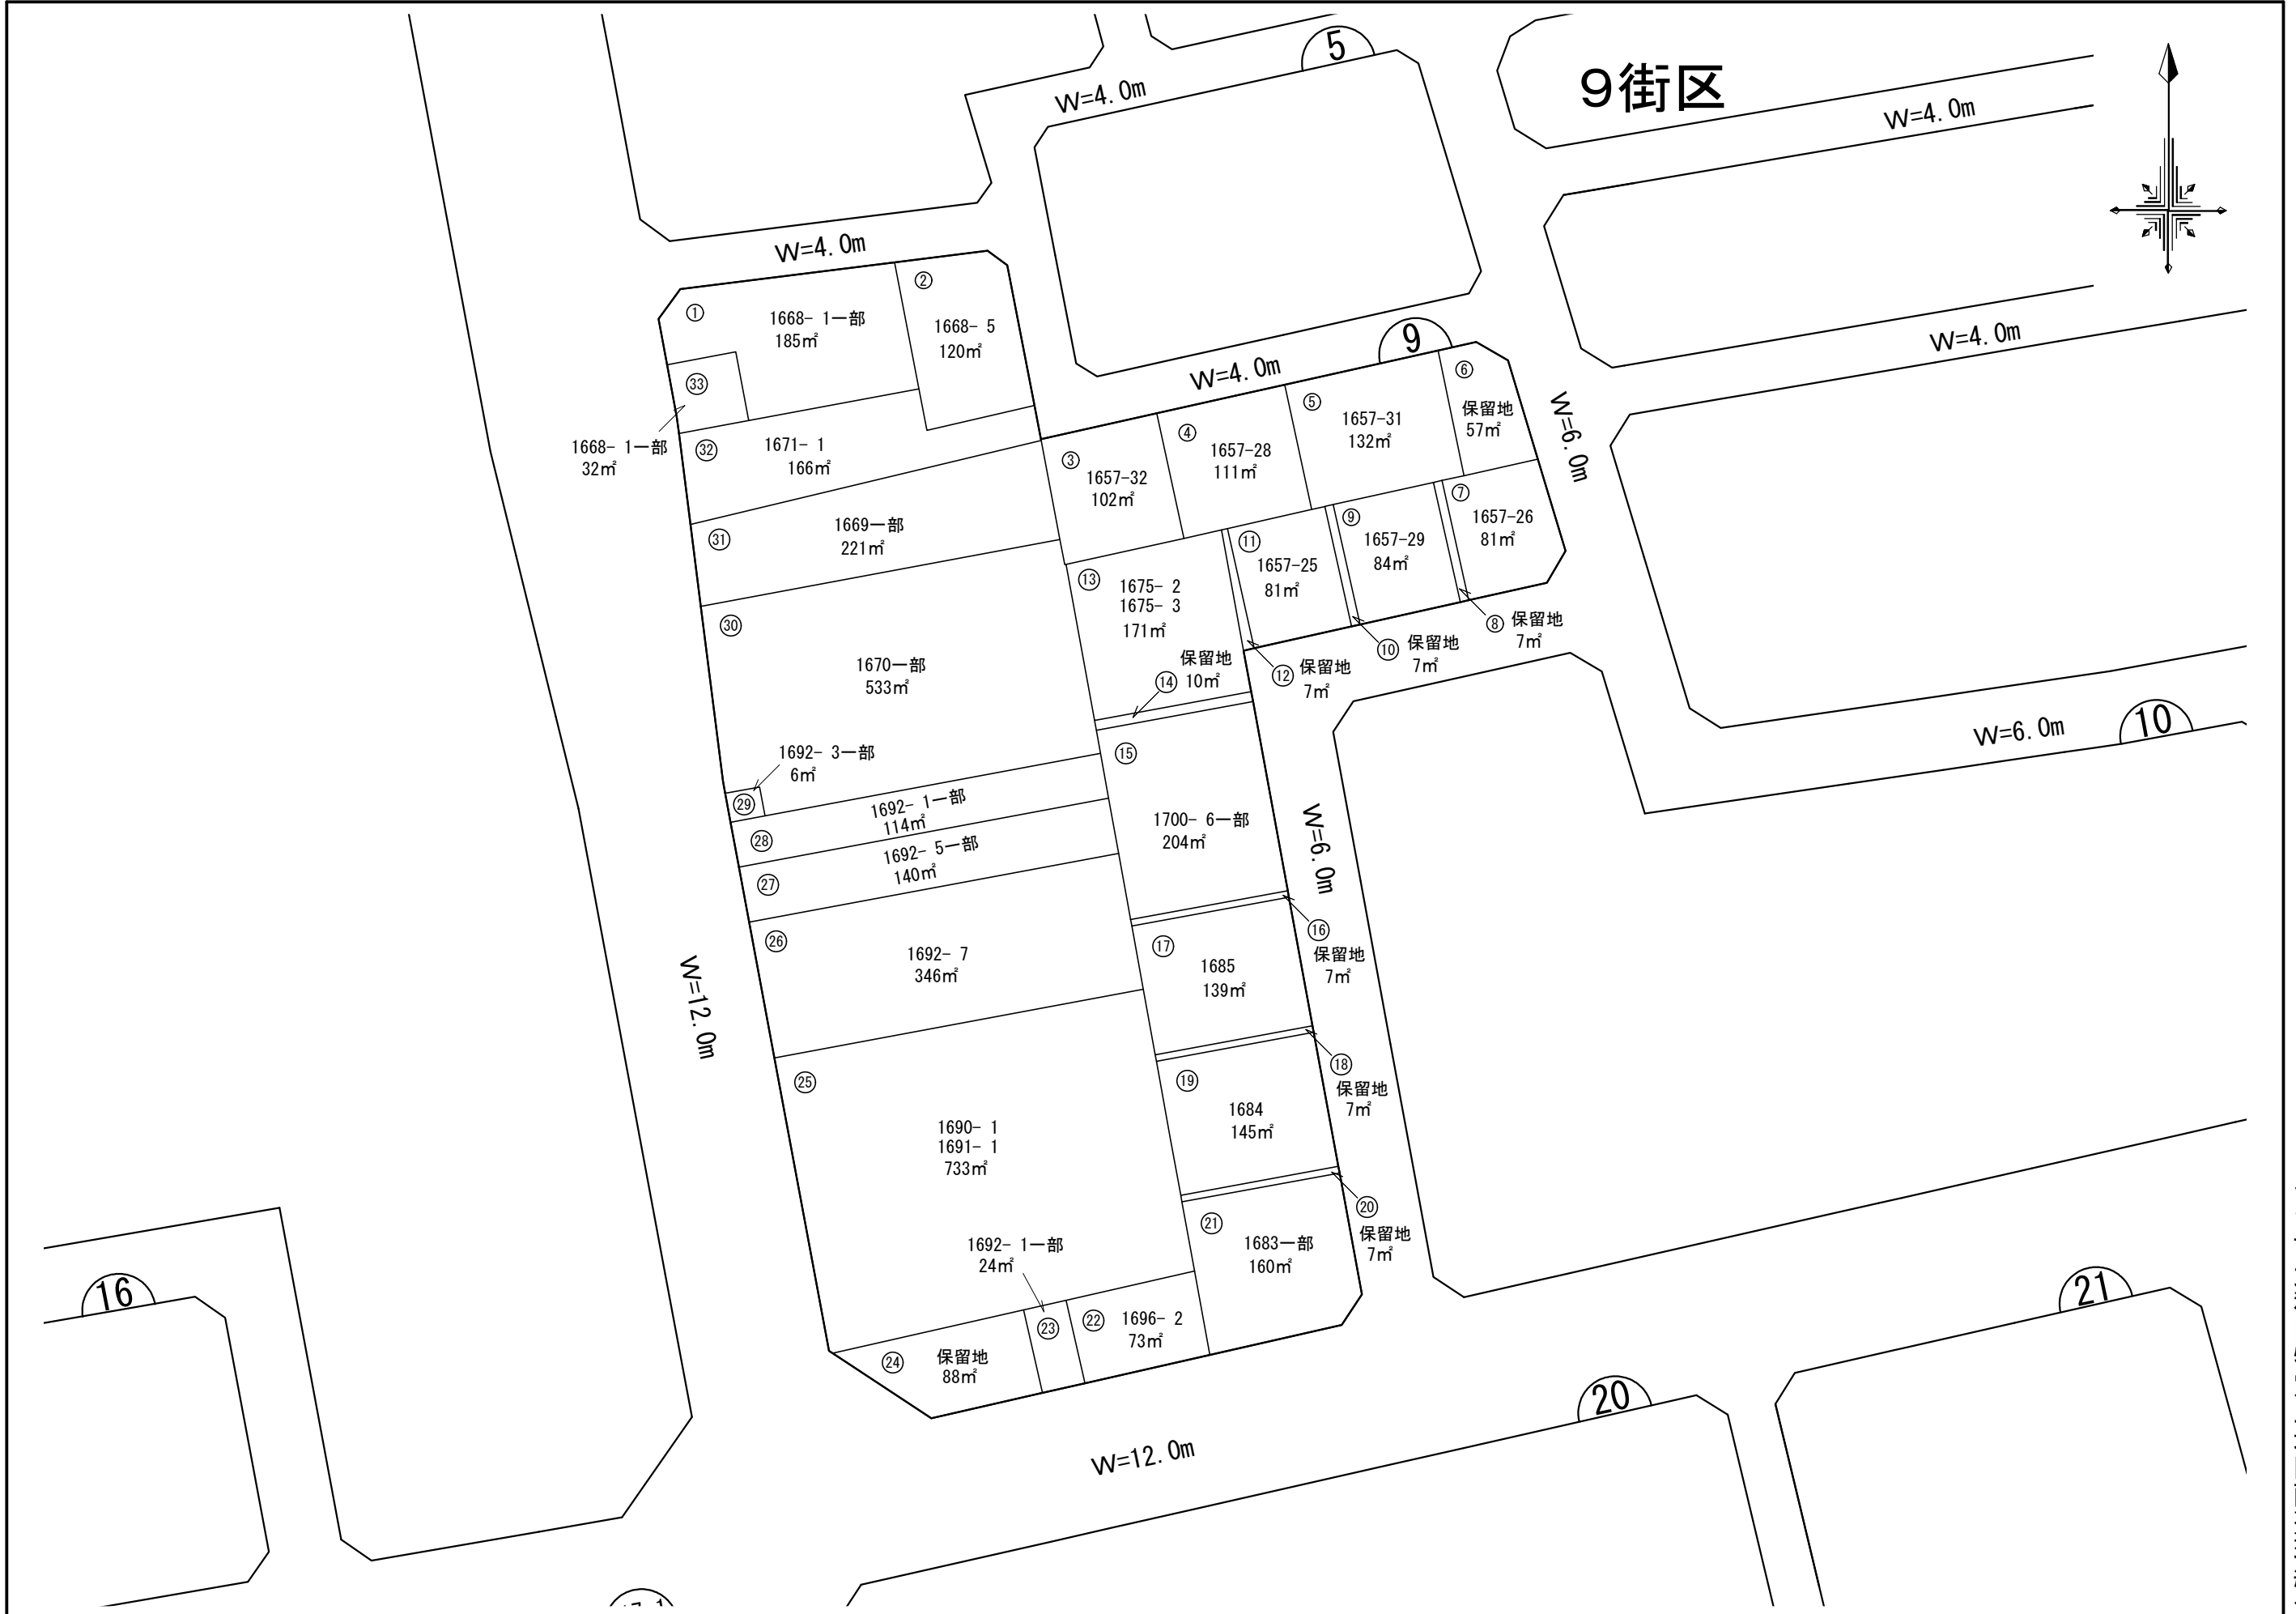 5
9街区
W=4.0m
W=4.0m
W=4.0m
W=4.0m
W=4.0m
9
① 1668- 1一部
185㎡
② 1668- 5
120㎡
㉝
1668- 1一部
32㎡
㉜ 1671- 1
166㎡
③ 1657-32
102㎡
④ 1657-28
111㎡
⑤ 1657-31
132㎡
⑥ 保留地
57㎡
W=6.0m
㉛ 1669一部
221㎡
⑦ 1657-26
81㎡
⑧ 保留地
7㎡
⑨ 1657-29
84㎡
⑩ 保留地
7㎡
⑪ 1657-25
81㎡
⑫ 保留地
7㎡
⑬ 1675- 2
1675- 3
171㎡
⑭ 保留地
10㎡
㉚ 1670一部
533㎡
W=6.0m
10
1692- 3一部
6㎡
㉙
⑮ 1700- 6一部
204㎡
㉘ 1692- 1一部
114㎡
㉗ 1692- 5一部
140㎡
W=6.0m
⑯ 保留地
7㎡
㉖ 1692- 7
346㎡
⑰ 1685
139㎡
W=12.0m
⑱ 保留地
7㎡
㉕ 1690- 1
1691- 1
733㎡
⑲ 1684
145㎡
⑳ 保留地
7㎡
㉑ 1683一部
160㎡
1692- 1一部
24㎡
㉓
㉒ 1696- 2
73㎡
㉔ 保留地
88㎡
16
21
20
W=12.0m